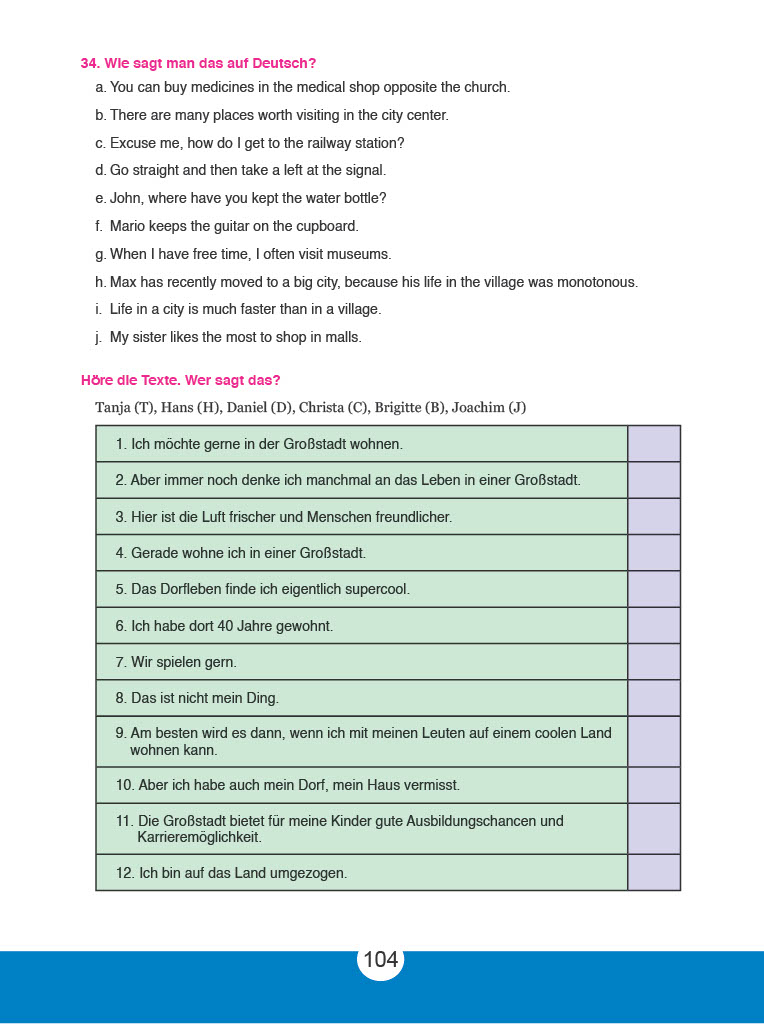 34. Wie sagt man das auf Deutsch?
a. You can buy medicines in the medical shop opposite the church.
b. There are many places worth visiting in the city center.
c. Excuse me, how do I get to the railway station?
d. Go straight and then take a left at the signal.
e. John, where have you kept the water bottle?
f. Mario keeps the guitar on the cupboard.
g. When I have free time, I often visit museums.
h. Max has recently moved to a big city, because his life in the village was monotonous.
i. Life in a city is much faster than in a village.
j. My sister likes the most to shop in malls.
Höre die Texte. Wer sagt das?
Tanja (T), Hans (H), Daniel (D), Christa (C), Brigitte (B), Joachim (J)
1. Ich möchte gerne in der Großstadt wohnen.
2. Aber immer noch denke ich manchmal an das Leben in einer Großstadt.
3. Hier ist die Luft frischer und Menschen freundlicher.
4. Gerade wohne ich in einer Großstadt.
5. Das Dorfleben finde ich eigentlich supercool.
6. Ich habe dort 40 Jahre gewohnt.
7. Wir spielen gern.
8. Das ist nicht mein Ding.
9. Am besten wird es dann, wenn ich mit meinen Leuten auf einem coolen Land
wohnen kann.
10. Aber ich habe auch mein Dorf, mein Haus vermisst.
11. Die Großstadt bietet für meine Kinder gute Ausbildungschancen und
Karrieremöglichkeit.
12. Ich bin auf das Land umgezogen.
104